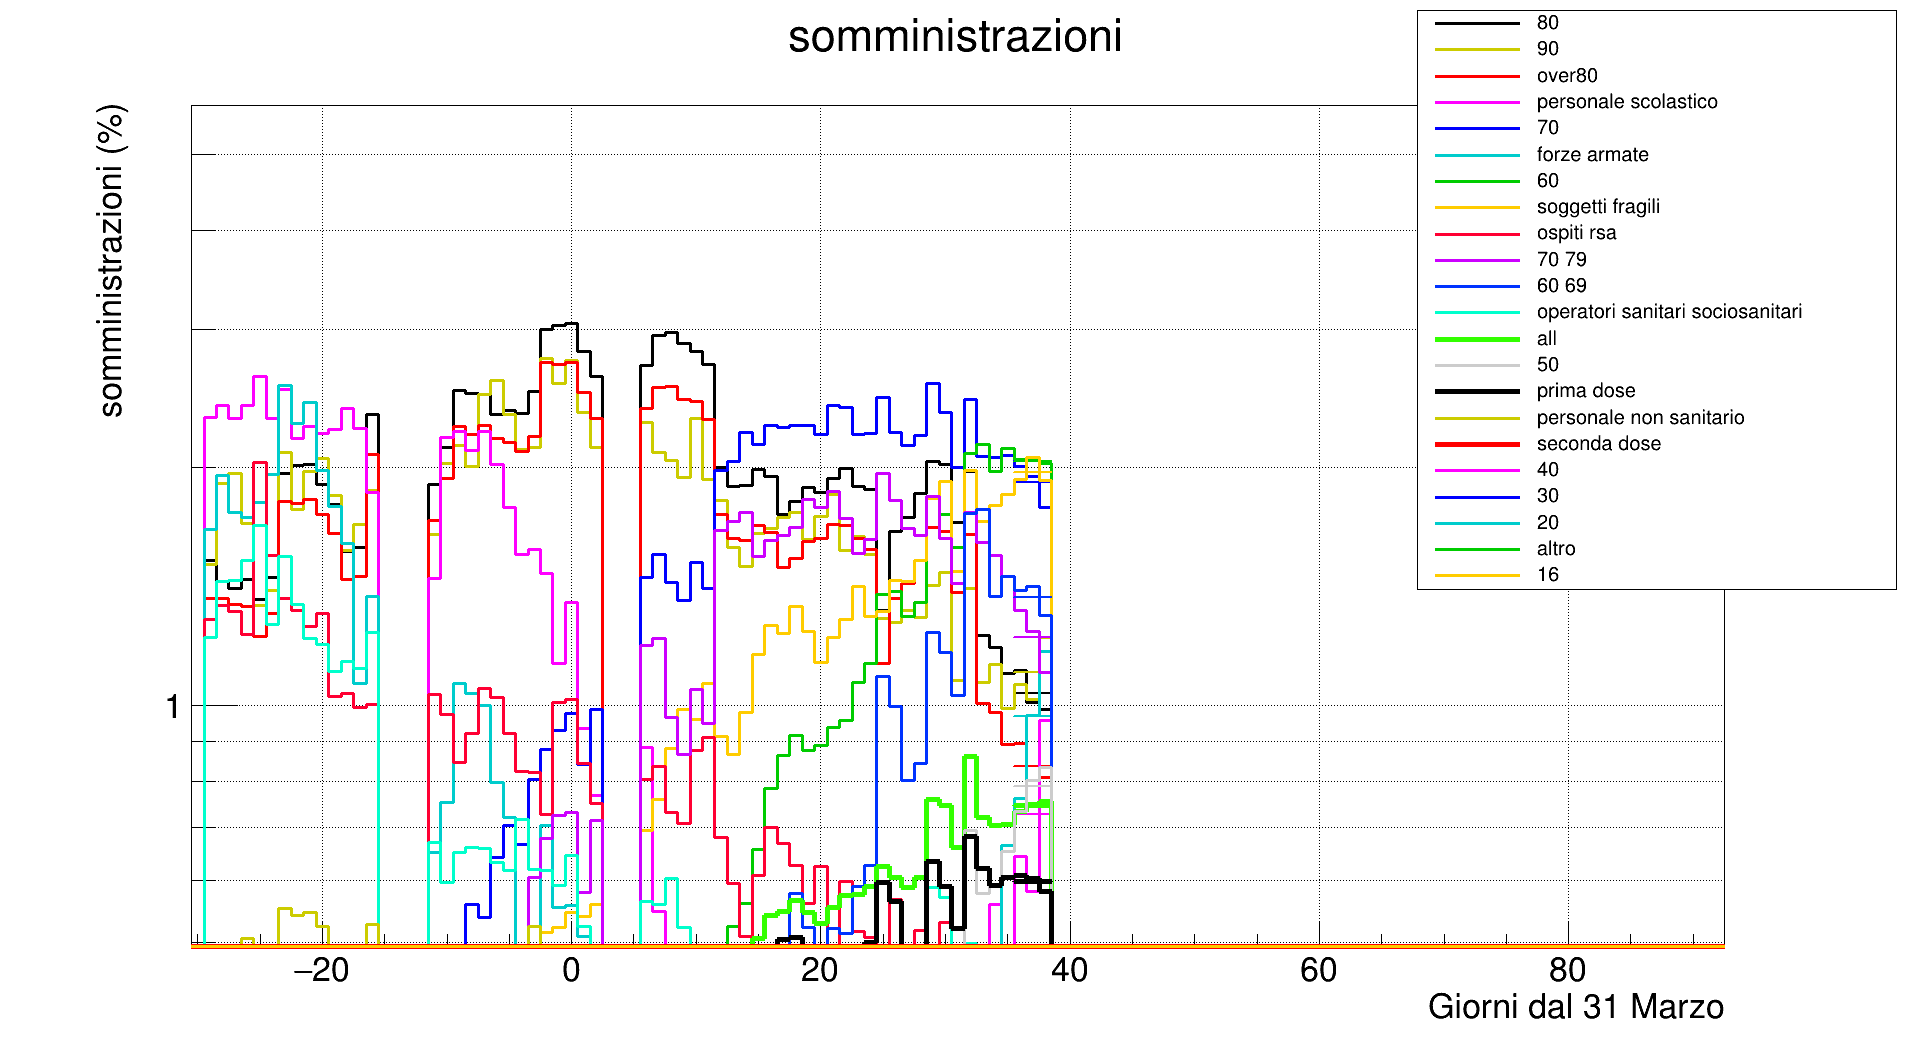 somministrazioni
somministrazioni (%)
80
90
over80
personale scolastico
70
forze armate
60
soggetti fragili
ospiti rsa
70 79
60 69
operatori sanitari sociosanitari
all
50
prima dose
personale non sanitario
seconda dose
40
30
20
altro
16
1
−20 0 20 40 60 80
Giorni dal 31 Marzo